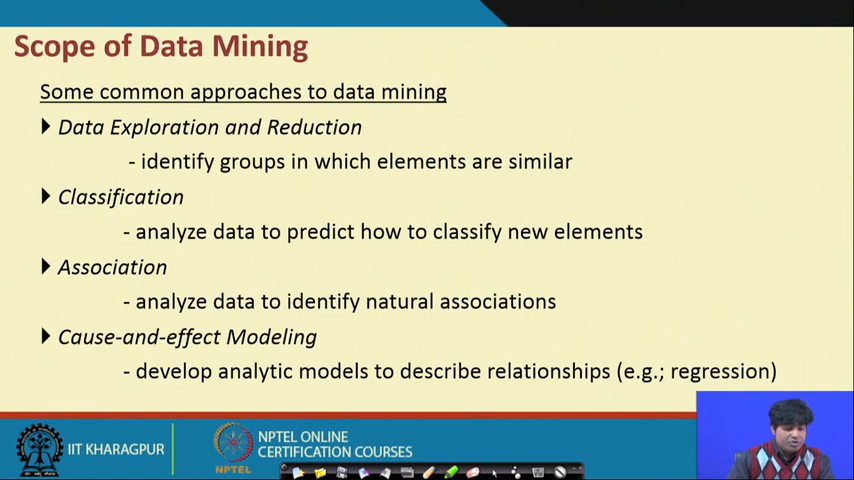 Scope of Data Mining
Some common approaches to data mining
Data Exploration and Reduction
- identify groups in which elements are similar
Classification
- analyze data to predict how to classify new elements
Association
- analyze data to identify natural associations
Cause-and-effect Modeling
- develop analytic models to describe relationships (e.g.; regression)
IIT KHARAGPUR
NPTEL
NPTEL ONLINE
CERTIFICATION COURSES